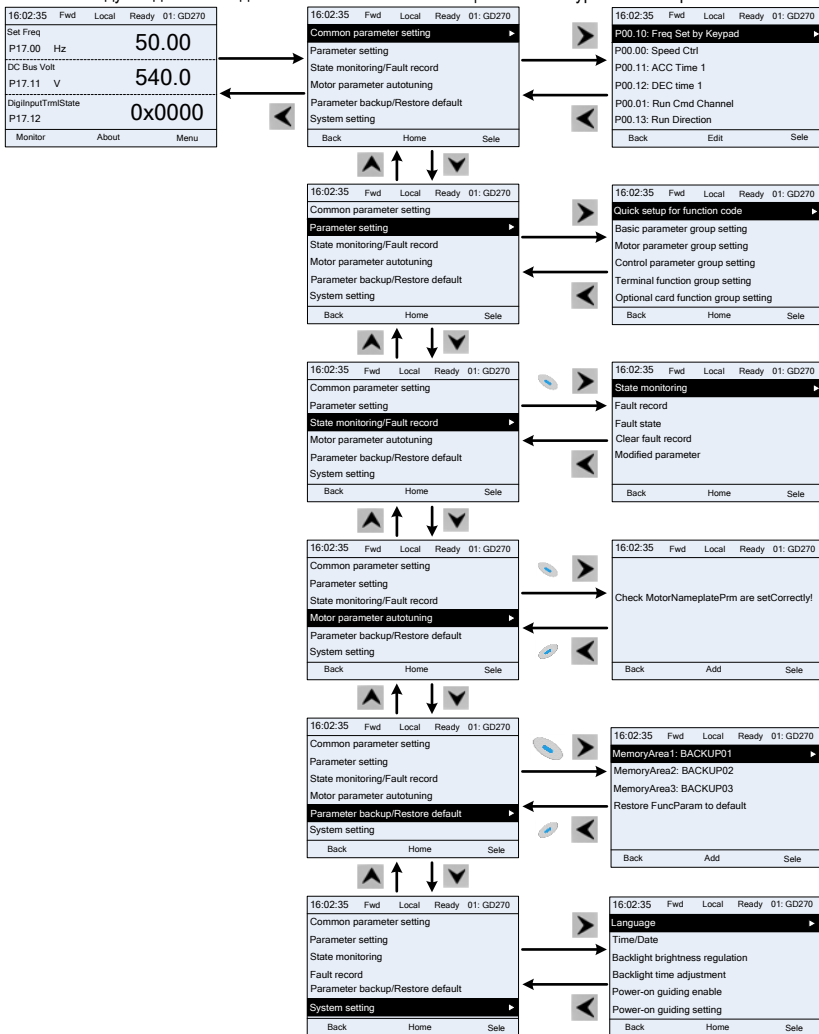 16:02:35 Fwd Local Ready 01: GD270
Set Freq
P17.00 Hz 50.00
DC Bus Volt
P17.11 V 540.0
DigiInputTrmlState
P17.12 0x0000
Monitor About Menu
16:02:35 Fwd Local Ready 01: GD270
Common parameter setting
Parameter setting
State monitoring/Fault record
Motor parameter autotuning
Parameter backup/Restore default
System setting
Back Home Sele
16:02:35 Fwd Local Ready 01: GD270
P00.10: Freq Set by Keypad
P00.00: Speed Ctrl
P00.11: ACC Time 1
P00.12: DEC time 1
P00.01: Run Cmd Channel
P00.13: Run Direction
Back Edit Sele
16:02:35 Fwd Local Ready 01: GD270
Common parameter setting
Parameter setting
State monitoring/Fault record
Motor parameter autotuning
Parameter backup/Restore default
System setting
Back Home Sele
16:02:35 Fwd Local Ready 01: GD270
Quick setup for function code
Basic parameter group setting
Motor parameter group setting
Control parameter group setting
Terminal function group setting
Optional card function group setting
Back Home Sele
16:02:35 Fwd Local Ready 01: GD270
Common parameter setting
Parameter setting
State monitoring/Fault record
Motor parameter autotuning
Parameter backup/Restore default
System setting
Back Home Sele
16:02:35 Fwd Local Ready 01: GD270
State monitoring
Fault record
Fault state
Clear fault record
Modified parameter
Back Home Sele
16:02:35 Fwd Local Ready 01: GD270
Common parameter setting
Parameter setting
State monitoring/Fault record
Motor parameter autotuning
Parameter backup/Restore default
System setting
Back Home Sele
16:02:35 Fwd Local Ready 01: GD270
Check MotorNameplatePrm are setCorrectly!
Back Add Sele
16:02:35 Fwd Local Ready 01: GD270
Common parameter setting
Parameter setting
State monitoring/Fault record
Motor parameter autotuning
Parameter backup/Restore default
System setting
Back Home Sele
16:02:35 Fwd Local Ready 01: GD270
MemoryArea1: BACKUP01
MemoryArea2: BACKUP02
MemoryArea3: BACKUP03
Restore FuncParam to default
Back Add Sele
16:02:35 Fwd Local Ready 01: GD270
Common parameter setting
Parameter setting
State monitoring
Fault record
Parameter backup/Restore default
System setting
Back Home Sele
16:02:35 Fwd Local Ready 01: GD270
Language
Time/Date
Backlight brightness regulation
Backlight time adjustment
Power-on guiding enable
Power-on guiding setting
Back Home Sele